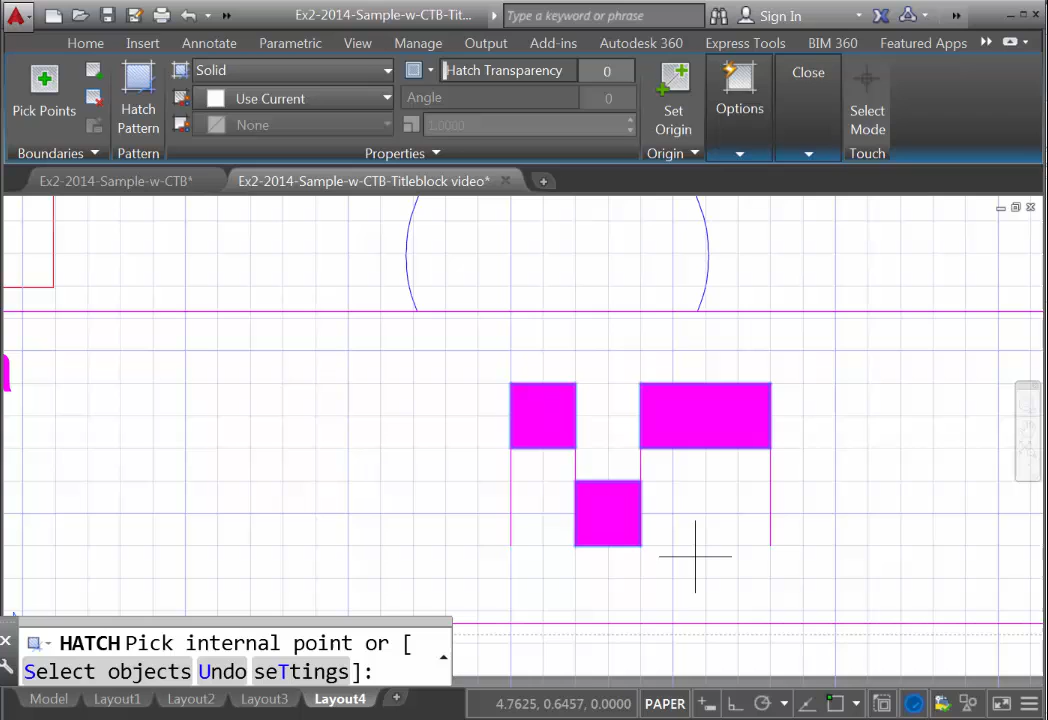 Ex2-2014-Sample-w-CTB-Tit...
Type a keyword or phrase
Sign In
Home Insert Annotate Parametric View Manage Output Add-ins Autodesk 360 Express Tools BIM 360 Featured Apps
Pick Points
Boundaries
Hatch
Pattern
Pattern
Solid
Use Current
None
Hatch Transparency 0
Angle 0
1.0000
Properties
Set
Origin
Origin
Options
Close
Select
Mode
Touch
Ex2-2014-Sample-w-CTB*
Ex2-2014-Sample-w-CTB-Titleblock video*
HATCH Pick internal point or [
Select objects Undo seTtings]:
Model Layout1 Layout2 Layout3 Layout4
4.7625, 0.6457, 0.0000 PAPER